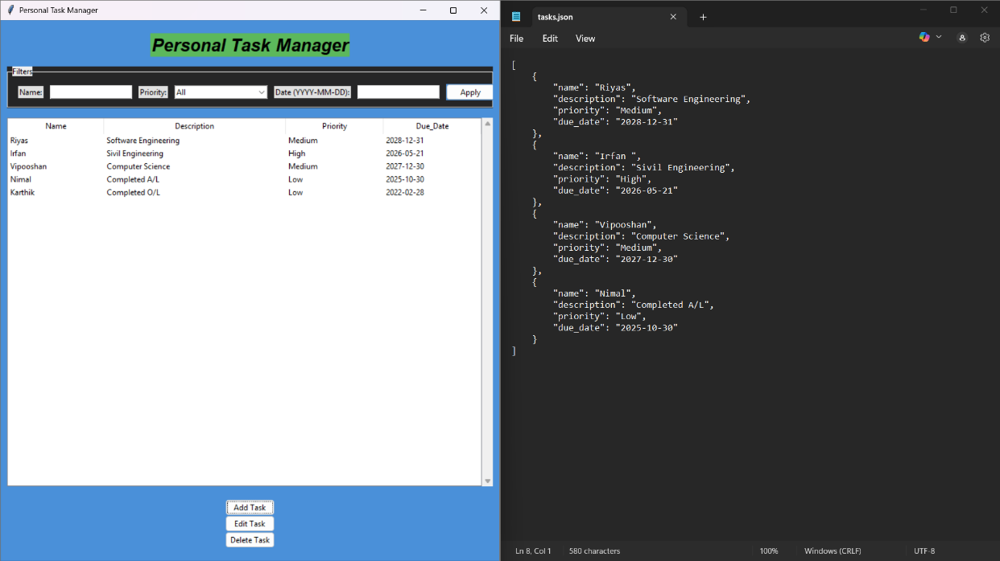 Personal Task Manager
Personal Task Manager
Filters
Name: Priority: All Date (YYYY-MM-DD): Apply
Name Description Priority Due_Date
Riyas Software Engineering Medium 2028-12-31
Irfan Sivil Engineering High 2026-05-21
Vipooshan Computer Science Medium 2027-12-30
Nimal Completed A/L Low 2025-10-30
Karthik Completed O/L Low 2022-02-28
Add Task
Edit Task
Delete Task
tasks.json
File Edit View
[
{
"name": "Riyas",
"description": "Software Engineering",
"priority": "Medium",
"due_date": "2028-12-31"
},
{
"name": "Irfan ",
"description": "Sivil Engineering",
"priority": "High",
"due_date": "2026-05-21"
},
{
"name": "Vipooshan",
"description": "Computer Science",
"priority": "Medium",
"due_date": "2027-12-30"
},
{
"name": "Nimal",
"description": "Completed A/L",
"priority": "Low",
"due_date": "2025-10-30"
}
]
Ln 8, Col 1 580 characters 100% Windows (CRLF) UTF-8